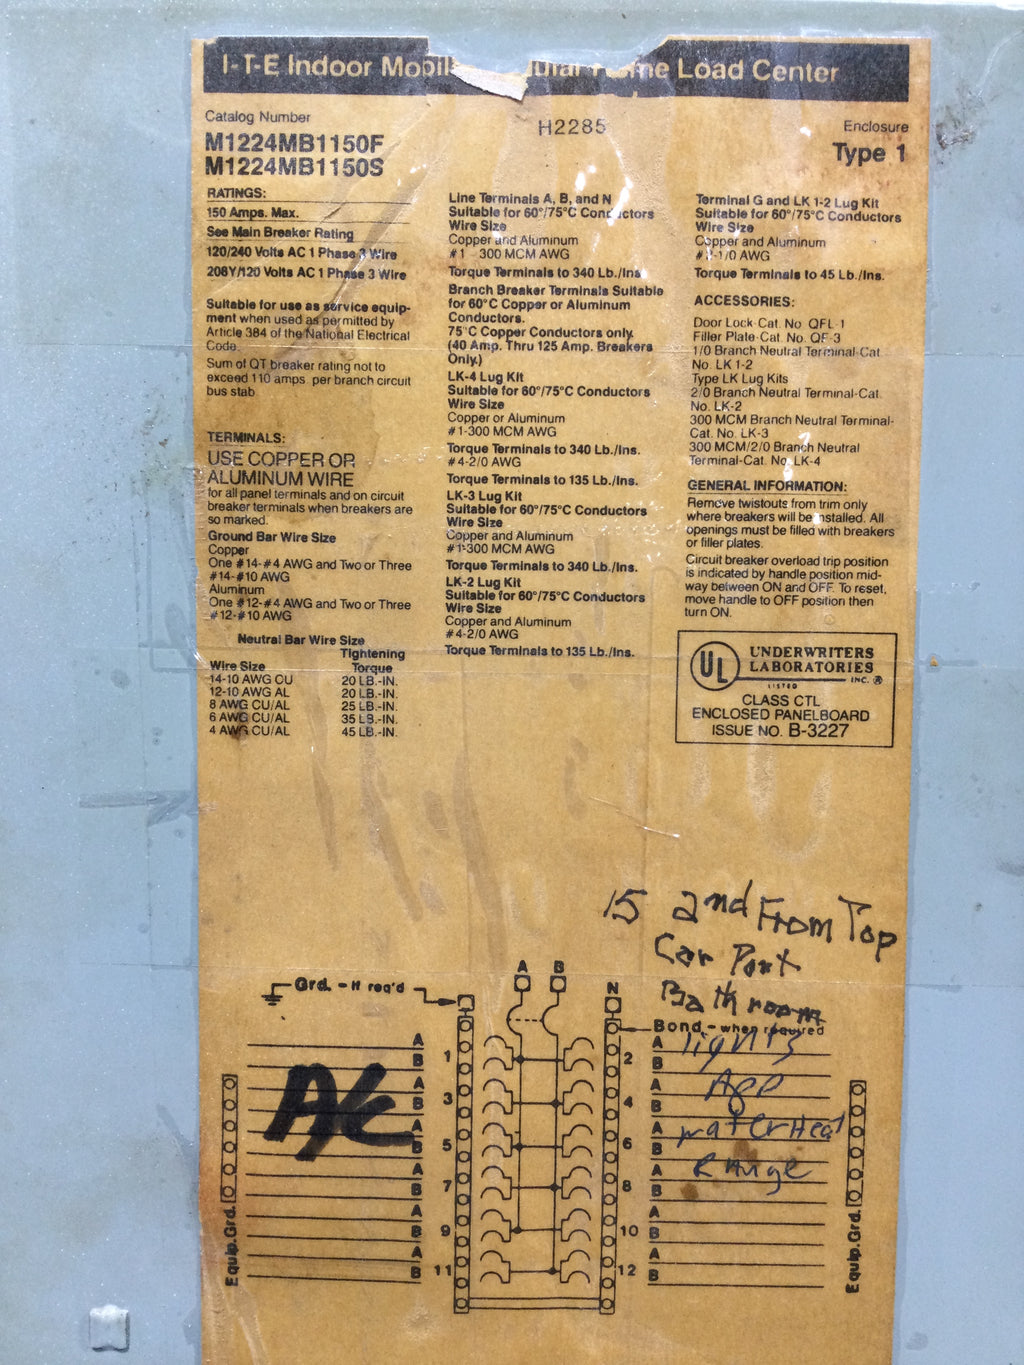 I-T-E Indoor Mobile Home Load Center
Catalog Number
M1224MB1150F
M1224MB1150S
H2285
Enclosure
Type 1
RATINGS:
150 Amps. Max.
See Main Breaker Rating
120/240 Volts AC 1 Phase 3 Wire
208Y/120 Volts AC 1 Phase 3 Wire
Suitable for use as service equip-
ment when used as permitted by
Article 384 of the National Electrical
Code.
Sum of QT breaker rating not to
exceed 110 amps. per branch circuit
bus stab
TERMINALS:
USE COPPER OR
ALUMINUM WIRE
for all panel terminals and on circuit
breaker terminals when breakers are
so marked.
Ground Bar Wire Size
Copper
One #14-#4 AWG and Two or Three
#14-#10 AWG
Aluminum
One #12-#4 AWG and Two or Three
#12-#10 AWG
Neutral Bar Wire Size
Tightening
Wire Size Torque
14-10 AWG CU 20 LB.-IN.
12-10 AWG AL 20 LB.-IN.
8 AWG CU/AL 25 LB.-IN.
6 AWG CU/AL 35 LB.-IN.
4 AWG CU/AL 45 LB.-IN.
Line Terminals A, B, and N
Suitable for 60°/75°C Conductors
Wire Size
Copper and Aluminum
#1 - 300 MCM AWG
Torque Terminals to 340 Lb./Ins.
Branch Breaker Terminals Suitable
for 60°C Copper or Aluminum
Conductors.
75°C Copper Conductors only.
(40 Amp. Thru 125 Amp. Breakers
Only.)
LK-4 Lug Kit
Suitable for 60°/75°C Conductors
Wire Size
Copper or Aluminum
#1-300 MCM AWG
Torque Terminals to 340 Lb./Ins.
#4-2/0 AWG
Torque Terminals to 135 Lb./Ins.
LK-3 Lug Kit
Suitable for 60°/75°C Conductors
Wire Size
Copper and Aluminum
#1-300 MCM AWG
Torque Terminals to 340 Lb./Ins.
LK-2 Lug Kit
Suitable for 60°/75°C Conductors
Wire Size
Copper and Aluminum
#4-2/0 AWG
Torque Terminals to 135 Lb./Ins.
Terminal G and LK 1-2 Lug Kit
Suitable for 60°/75°C Conductors
Wire Size
Copper and Aluminum
-1/0 AWG
Torque Terminals to 45 Lb./Ins.
ACCESSORIES:
Door Lock-Cat. No. QFL-1
Filler Plate-Cat. No. QF-3
1/0 Branch Neutral Terminal-Cat.
No. LK 1-2
Type LK Lug Kits
2/0 Branch Neutral Terminal-Cat.
No. LK-2
300 MCM Branch Neutral Terminal-
Cat. No. LK-3
300 MCM/2/0 Branch Neutral
Terminal-Cat. No. LK-4
GENERAL INFORMATION:
Remove twistouts from trim only
where breakers will be installed. All
openings must be filled with breakers
or filler plates.
Circuit breaker overload trip position
is indicated by handle position mid-
way between ON and OFF. To reset,
move handle to OFF position then
turn ON.
UL
UNDERWRITERS
LABORATORIES
INC. ®
LISTED
CLASS CTL
ENCLOSED PANELBOARD
ISSUE NO. B-3227
15 2nd From Top
Car Port
Bathroom
lights
App
waterHeat
Range
A/C
Grd. - If req'd
A B
N
Bond. - when required
A A
1 2
B B
A A
3 4
B B
A A
5 6
B B
A A
7 8
B B
A A
9 10
B B
A A
11 12
B B
Equip.Grd.
Equip.Grd.